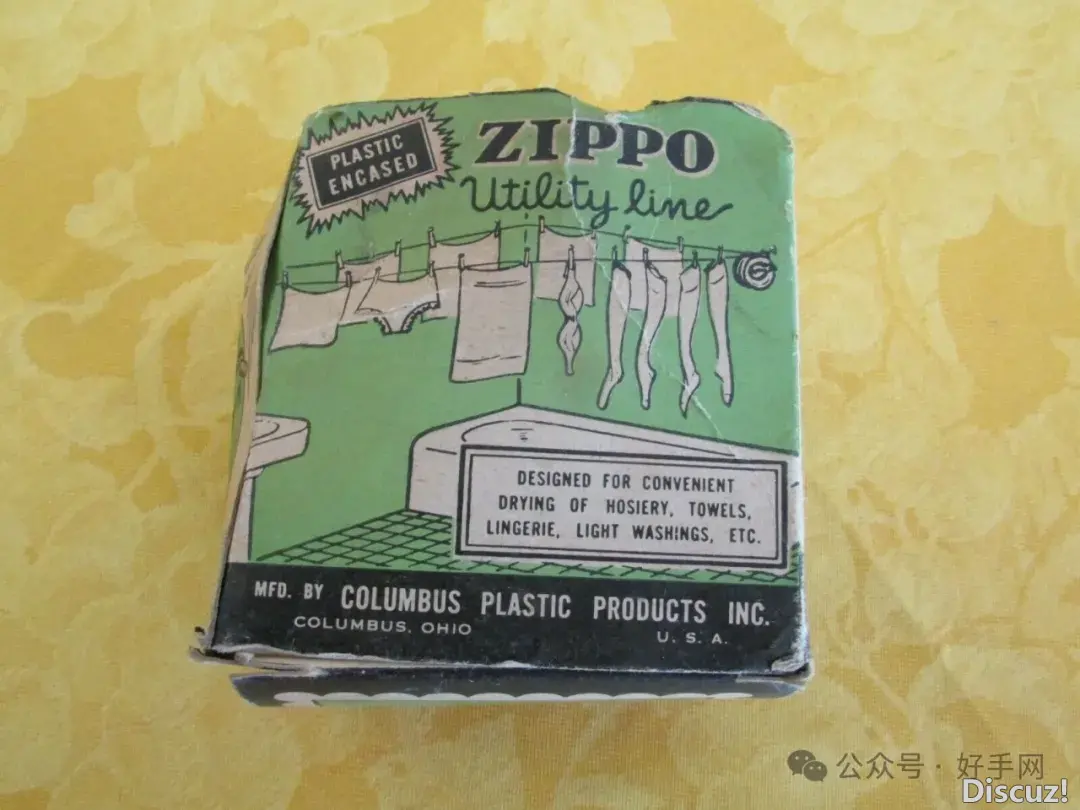 PLASTIC
ENCASED
ZIPPO
Utility line
DESIGNED FOR CONVENIENT
DRYING OF HOSIERY, TOWELS,
LINGERIE, LIGHT WASHINGS, ETC.
MFD. BY COLUMBUS PLASTIC PRODUCTS INC.
COLUMBUS, OHIO U. S. A.
公众号 · 好手网
Discuz!